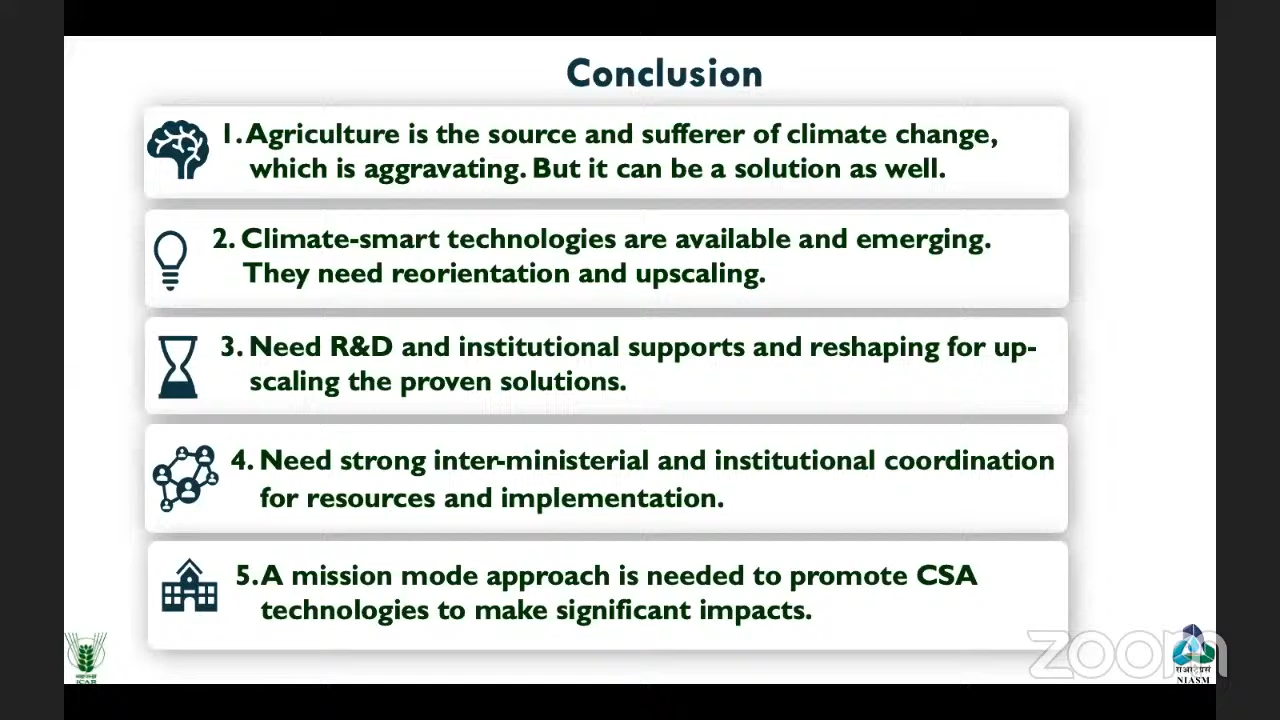 Conclusion
1. Agriculture is the source and sufferer of climate change,
which is aggravating. But it can be a solution as well.
2. Climate-smart technologies are available and emerging.
They need reorientation and upscaling.
3. Need R&D and institutional supports and reshaping for up-
scaling the proven solutions.
4. Need strong inter-ministerial and institutional coordination
for resources and implementation.
5. A mission mode approach is needed to promote CSA
technologies to make significant impacts.
zoom
ICAR
NIASM